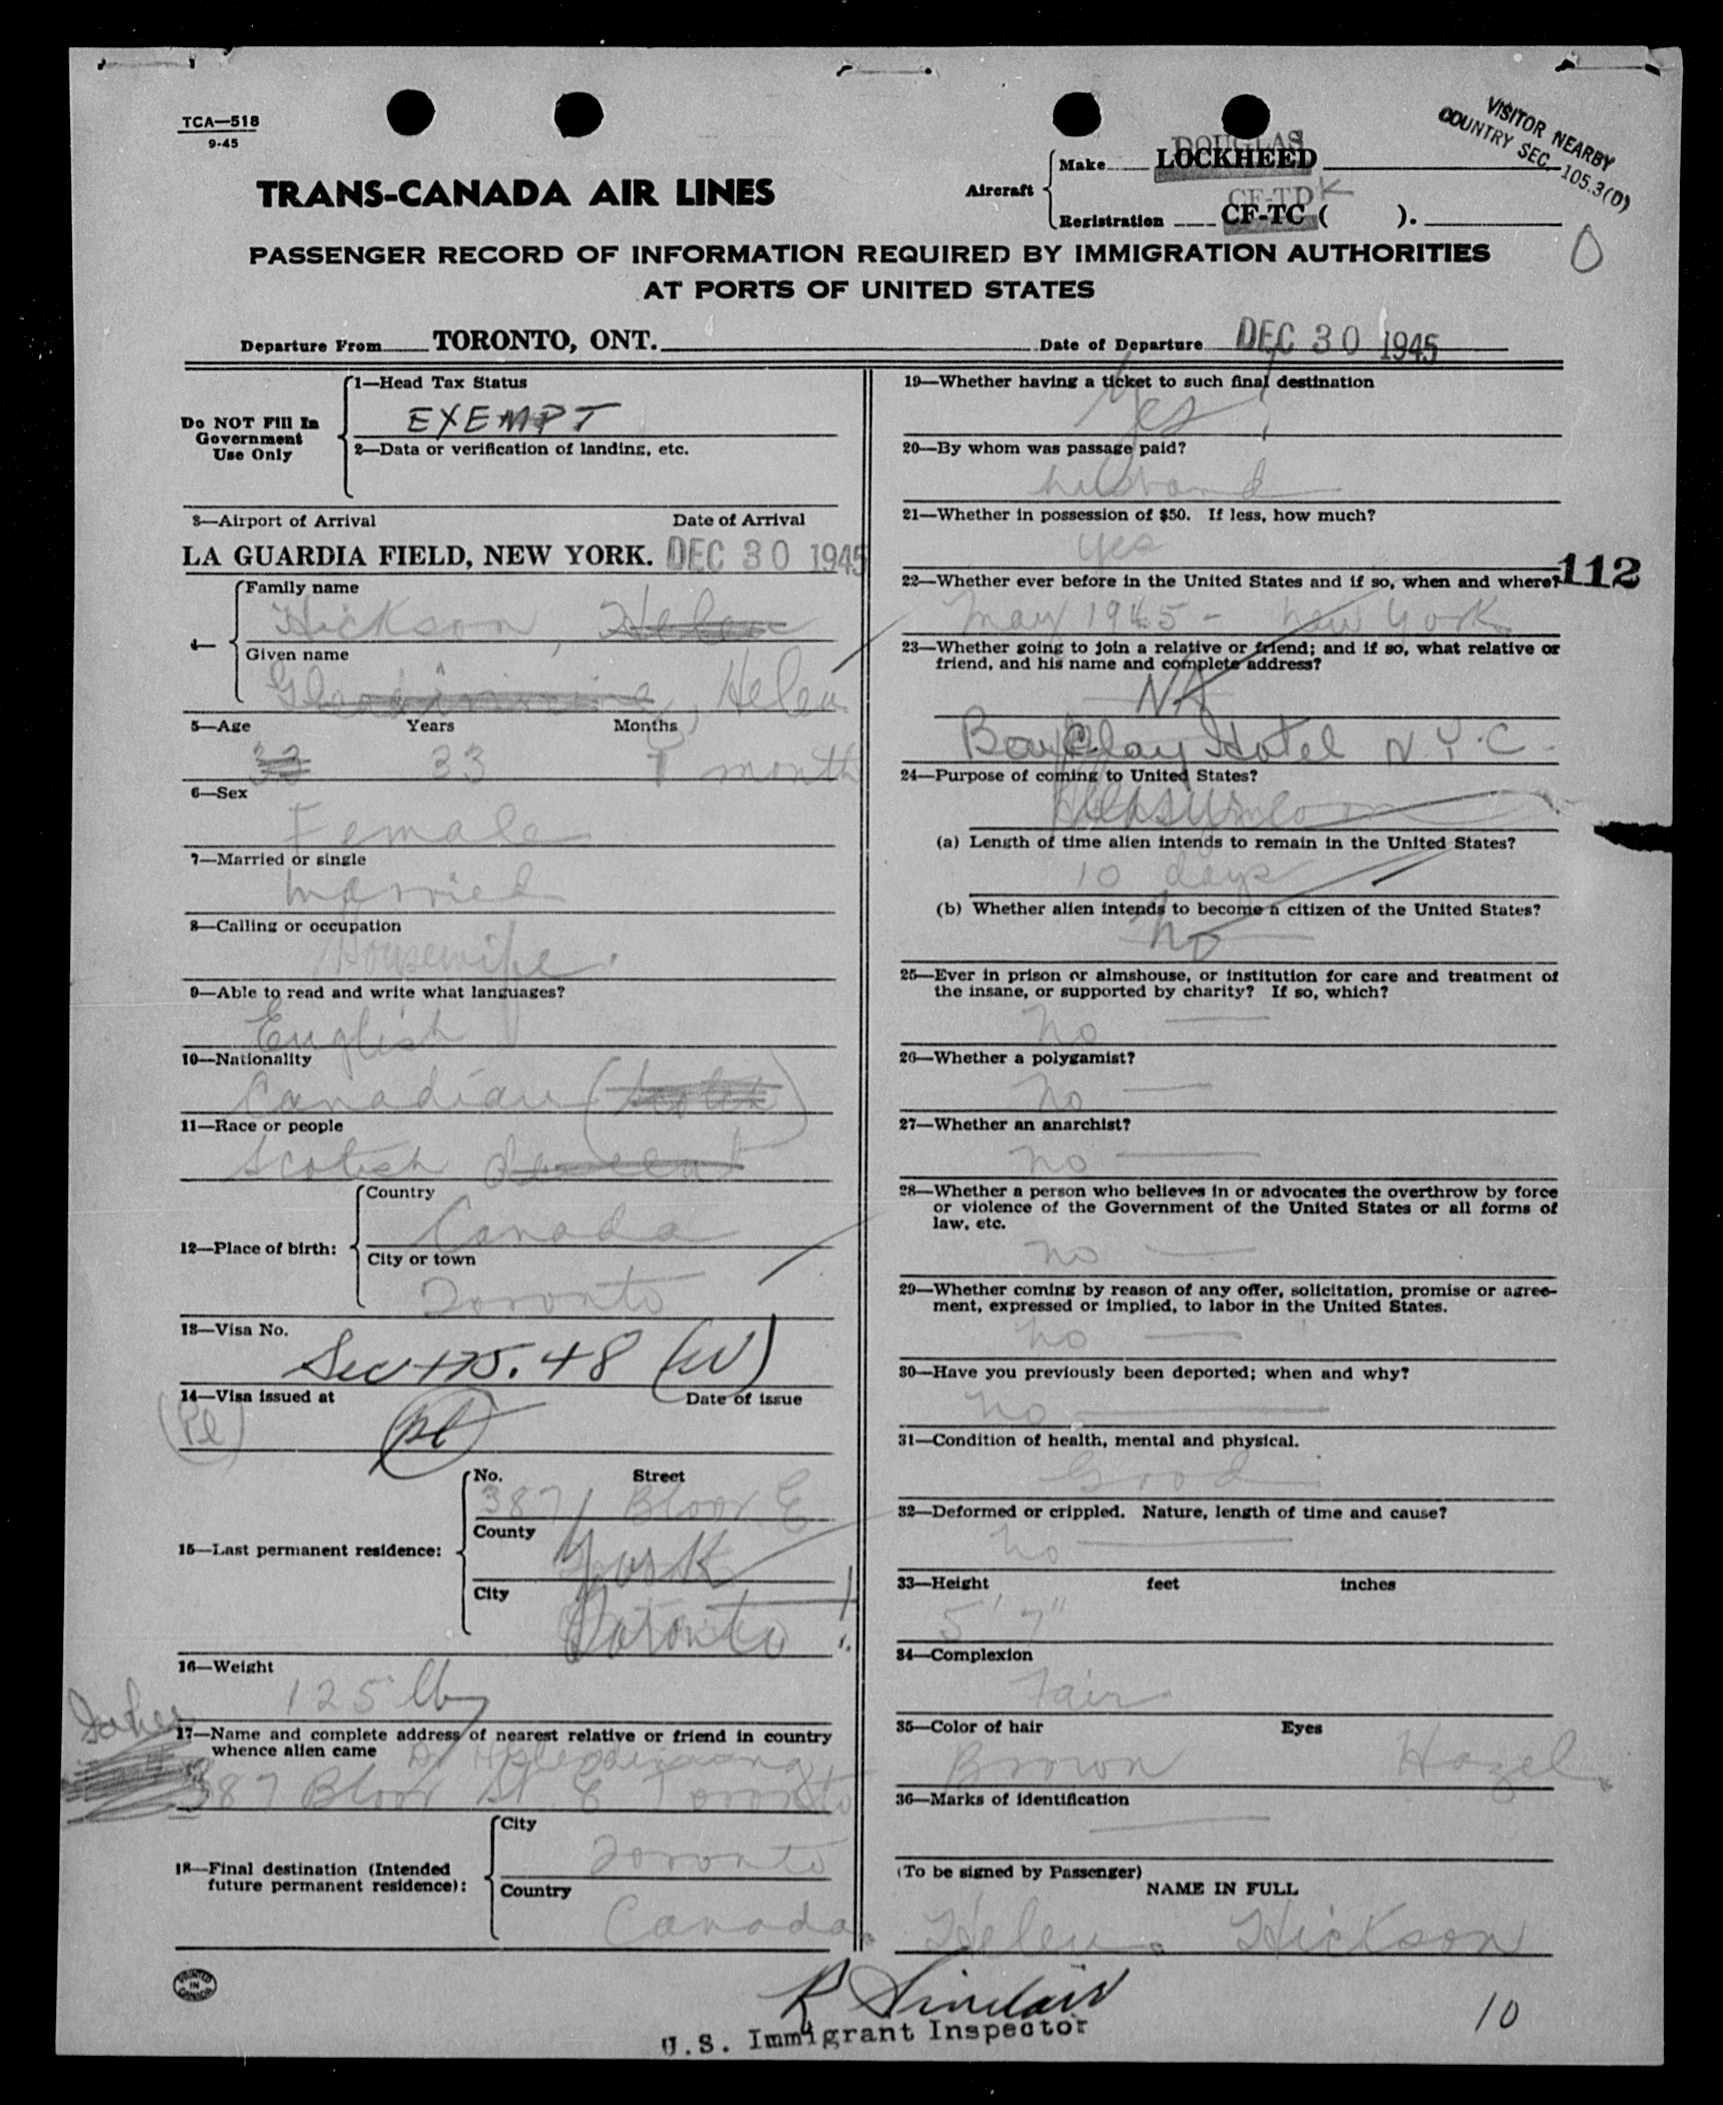 TCA—518
9-45
VISITOR NEARBY
COUNTRY SEC. 105.3(D)
TRANS-CANADA AIR LINES
Aircraft
Make DOUGLAS LOCKHEED
Registration CF-TC ( ).
PASSENGER RECORD OF INFORMATION REQUIRED BY IMMIGRATION AUTHORITIES
AT PORTS OF UNITED STATES
Departure From TORONTO, ONT.
Date of Departure DEC 30 1945
Do NOT Fill In
Government
Use Only
1—Head Tax Status
EXEMPT
2—Data or verification of landing, etc.
3—Airport of Arrival Date of Arrival
LA GUARDIA FIELD, NEW YORK. DEC 30 1945
4—
Family name
Hickson, Helen
Given name
Helen
5—Age Years Months
33 33 month
6—Sex
Female
7—Married or single
Married
8—Calling or occupation
Housewife
9—Able to read and write what languages?
English
10—Nationality
Canadian
11—Race or people
Scotish descent
12—Place of birth:
Country
Canada
City or town
Toronto
13—Visa No.
Sec 175.48 (W)
14—Visa issued at Date of issue
15—Last permanent residence:
No. Street
387 Bloor E
County
York
City
Toronto
16—Weight
125 lbs
17—Name and complete address of nearest relative or friend in country
whence alien came
387 Bloor St. E Toronto
18—Final destination (Intended
future permanent residence):
City
Toronto
Country
Canada
19—Whether having a ticket to such final destination
Yes
20—By whom was passage paid?
husband
21—Whether in possession of $50. If less, how much?
yes
112
22—Whether ever before in the United States and if so, when and where?
May 1945 - New York
23—Whether going to join a relative or friend; and if so, what relative or
friend, and his name and complete address?
NA
Barclay Hotel N.Y.C.
24—Purpose of coming to United States?
(a) Length of time alien intends to remain in the United States?
10 days
(b) Whether alien intends to become a citizen of the United States?
no
25—Ever in prison or almshouse, or institution for care and treatment of
the insane, or supported by charity? If so, which?
no
26—Whether a polygamist?
no
27—Whether an anarchist?
no
28—Whether a person who believes in or advocates the overthrow by force
or violence of the Government of the United States or all forms of
law, etc.
no
29—Whether coming by reason of any offer, solicitation, promise or agree-
ment, expressed or implied, to labor in the United States.
no
30—Have you previously been deported; when and why?
no
31—Condition of health, mental and physical.
Good
32—Deformed or crippled. Nature, length of time and cause?
no
33—Height feet inches
5' 7"
34—Complexion
Fair
35—Color of hair Eyes
Brown Hazel
36—Marks of identification
(To be signed by Passenger)
NAME IN FULL
Helen. Hickson
PRINTED
IN
CANADA
R Sinclair
U.S. Immigrant Inspector
10